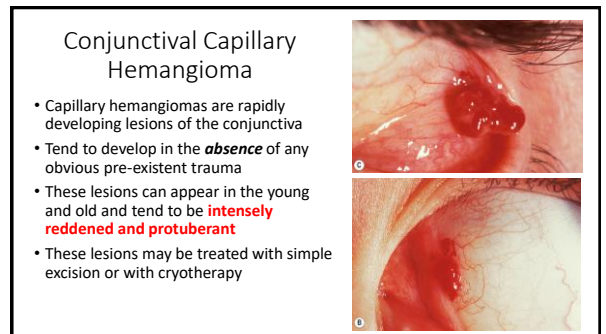 Conjunctival Capillary
Hemangioma
• Capillary hemangiomas are rapidly
developing lesions of the conjunctiva
• Tend to develop in the absence of any
obvious pre-existent trauma
• These lesions can appear in the young
and old and tend to be intensely
reddened and protuberant
• These lesions may be treated with simple
excision or with cryotherapy
C
B